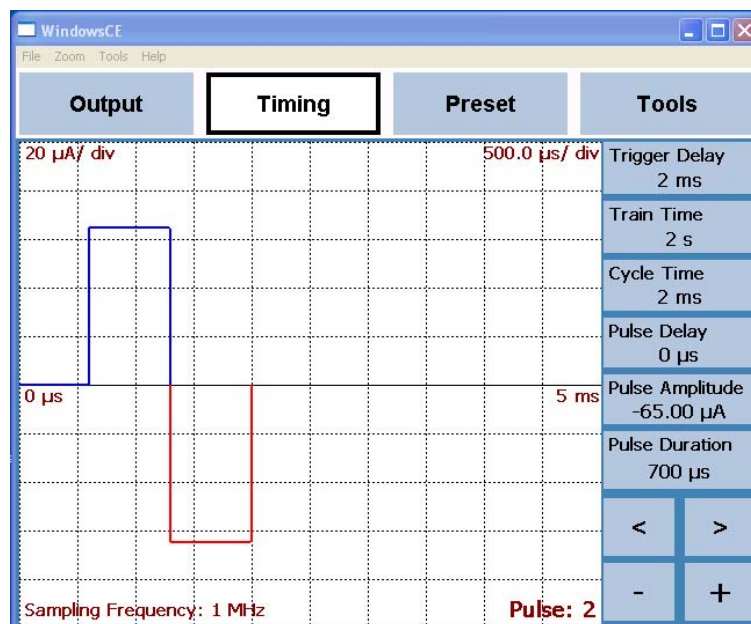 WindowsCE
File Zoom Tools Help
Output Timing Preset Tools
20 µA/ div 500.0 µs/ div
Trigger Delay
2 ms
Train Time
2 s
Cycle Time
2 ms
Pulse Delay
0 µs
0 µs 5 ms
Pulse Amplitude
-65.00 µA
Pulse Duration
700 µs
< >
- +
Sampling Frequency: 1 MHz Pulse: 2